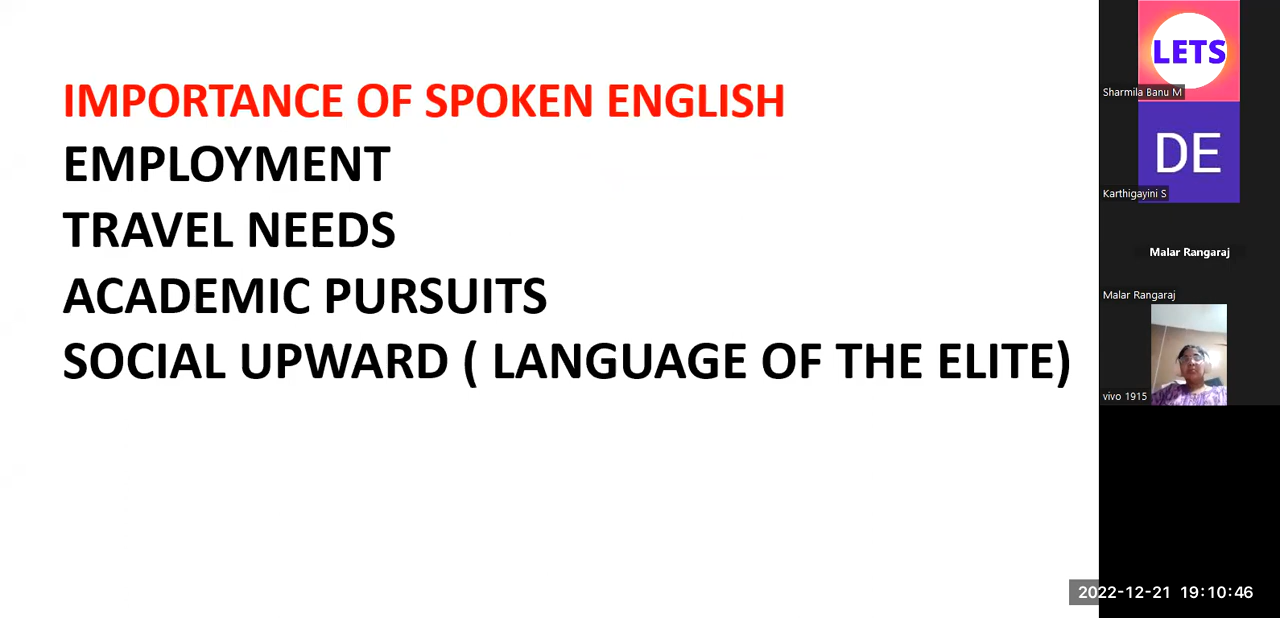 IMPORTANCE OF SPOKEN ENGLISH
EMPLOYMENT
TRAVEL NEEDS
ACADEMIC PURSUITS
SOCIAL UPWARD ( LANGUAGE OF THE ELITE)
LETS
Sharmila Banu M
DE
Karthigayini S
Malar Rangaraj
Malar Rangaraj
vivo 1915
2022-12-21 19:10:46